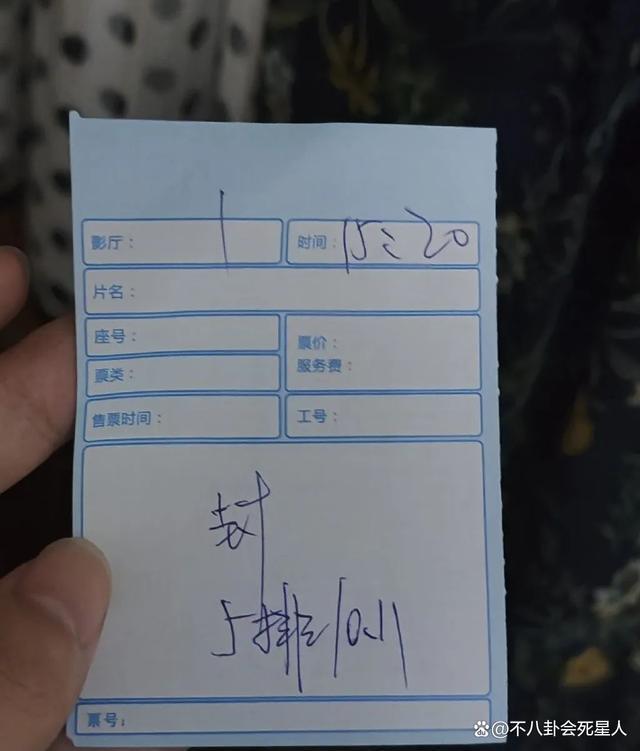 影厅： 1 时间： 15：20
片名：
座号： 票价：
服务费：
票类：
售票时间： 工号：
封
5排10.11
票号：
不八卦会死星人